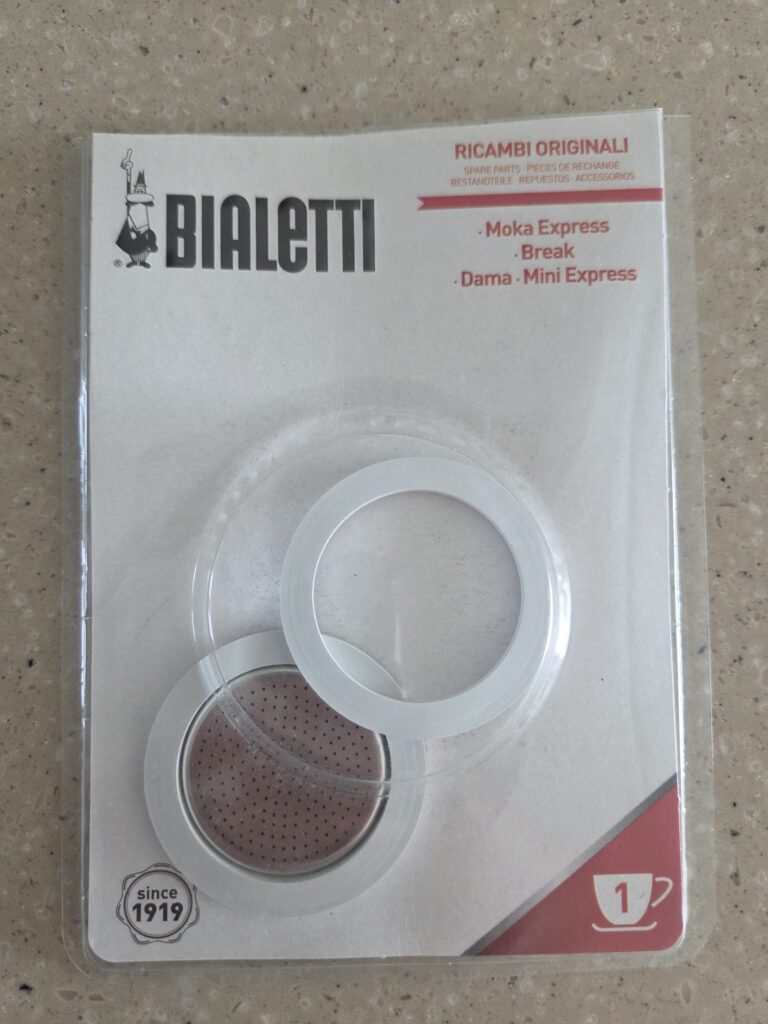 BIALETTI
RICAMBI ORIGINALI
SPARE PARTS · PIECES DE RECHANGE
BESTANDTEILE · REPUESTOS · ACCESSORIOS
· Moka Express
· Break
· Dama · Mini Express
since
1919
1
®